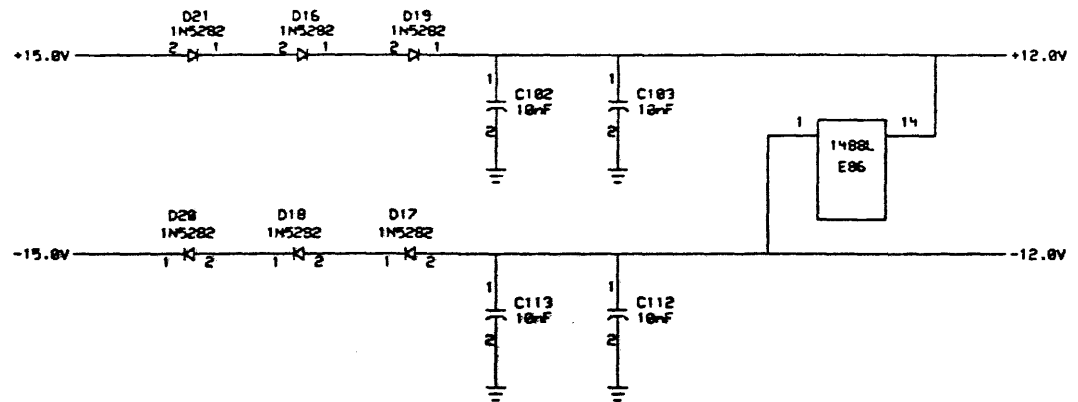 D21 D16 D19
1N5282 1N5282 1N5282
2 1 2 1 2 1
+15.0V +12.0V
1 1
C102 C103
10nF 10nF
2 2
1 14
1488L
E86
D20 D18 D17
1N5282 1N5282 1N5282
-15.0V -12.0V
1 2 1 2 1 2
1 1
C113 C112
10nF 10nF
2 2